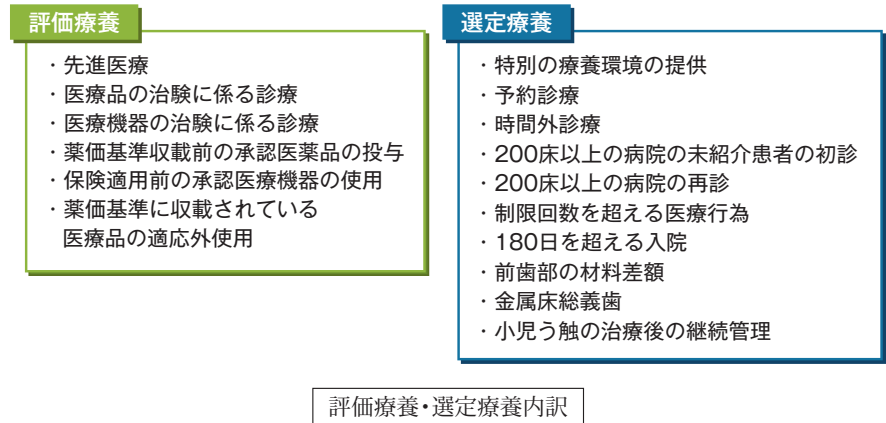 評価療養
・先進医療
・医療品の治験に係る診療
・医療機器の治験に係る診療
・薬価基準収載前の承認医薬品の投与
・保険適用前の承認医療機器の使用
・薬価基準に収載されている
医療品の適応外使用
選定療養
・特別の療養環境の提供
・予約診療
・時間外診療
・200床以上の病院の未紹介患者の初診
・200床以上の病院の再診
・制限回数を超える医療行為
・180日を超える入院
・前歯部の材料差額
・金属床総義歯
・小児う触の治療後の継続管理
評価療養・選定療養内訳